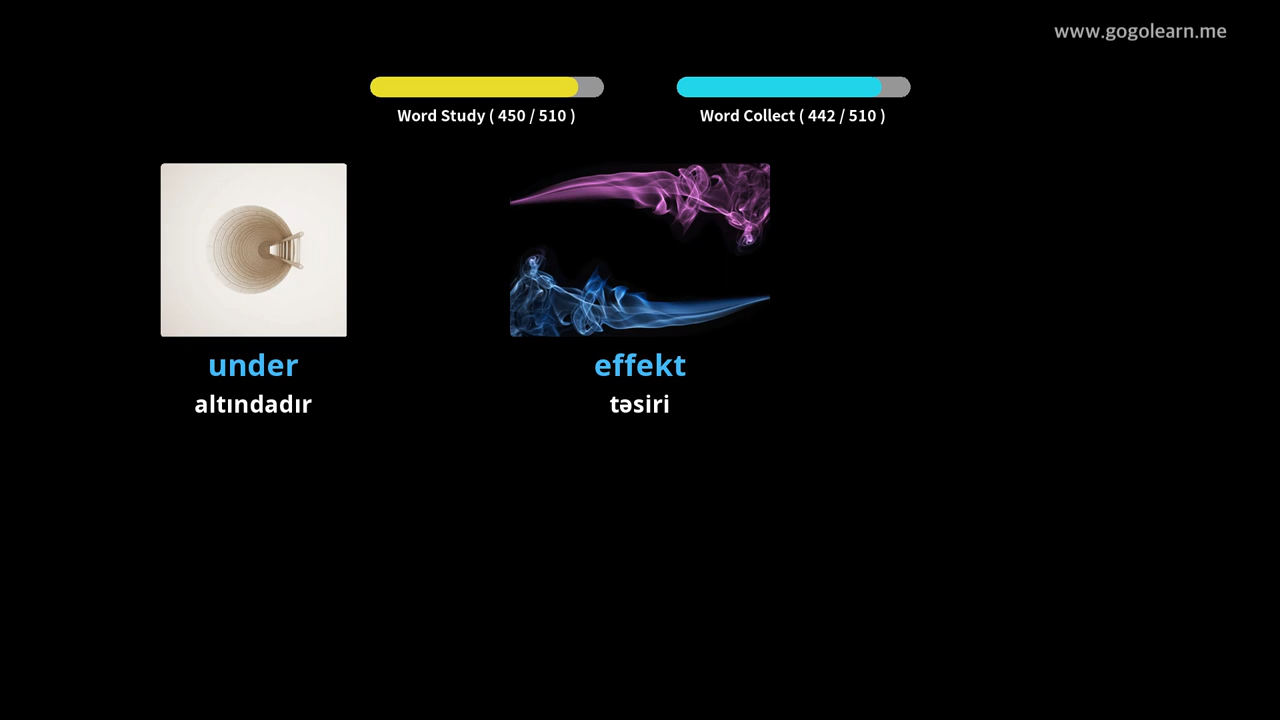 www.gogolearn.me
Word Study ( 450 / 510 )
Word Collect ( 442 / 510 )
under
altındadır
effekt
təsiri